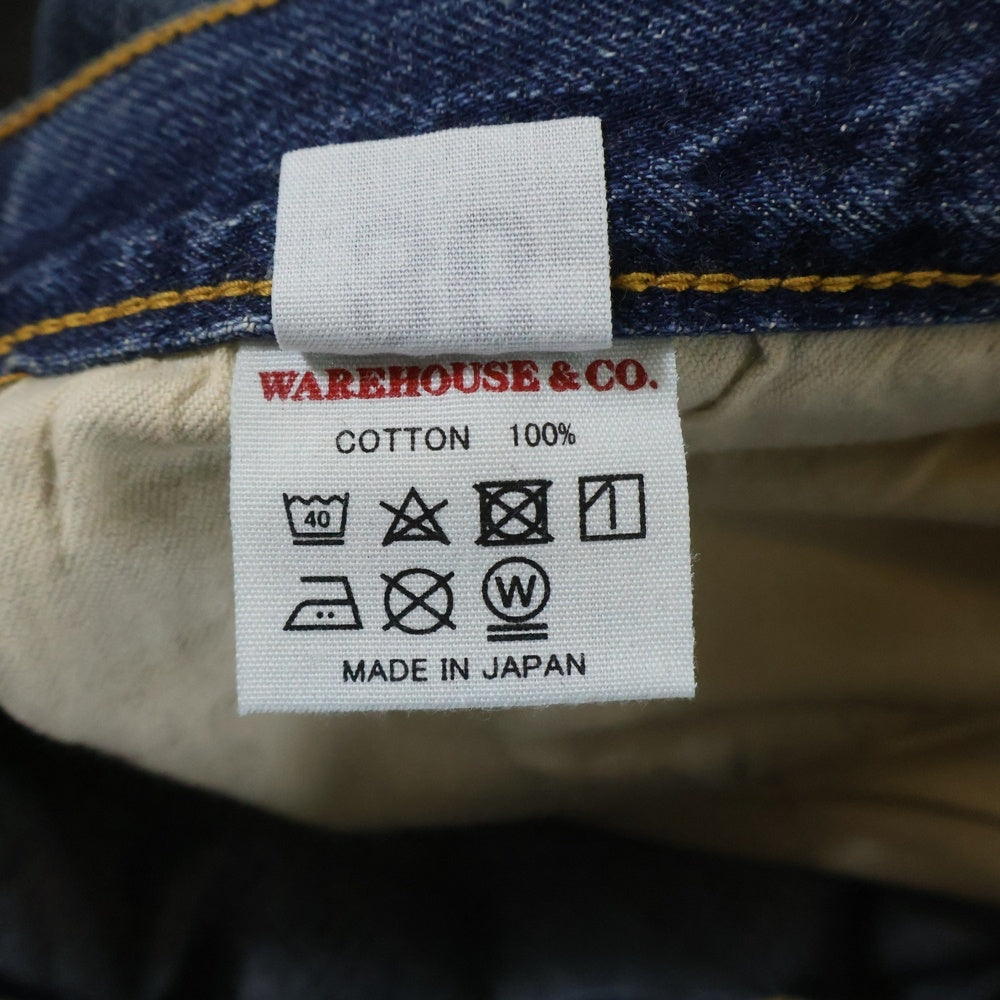 WAREHOUSE & CO.
COTTON 100%
40
W
MADE IN JAPAN